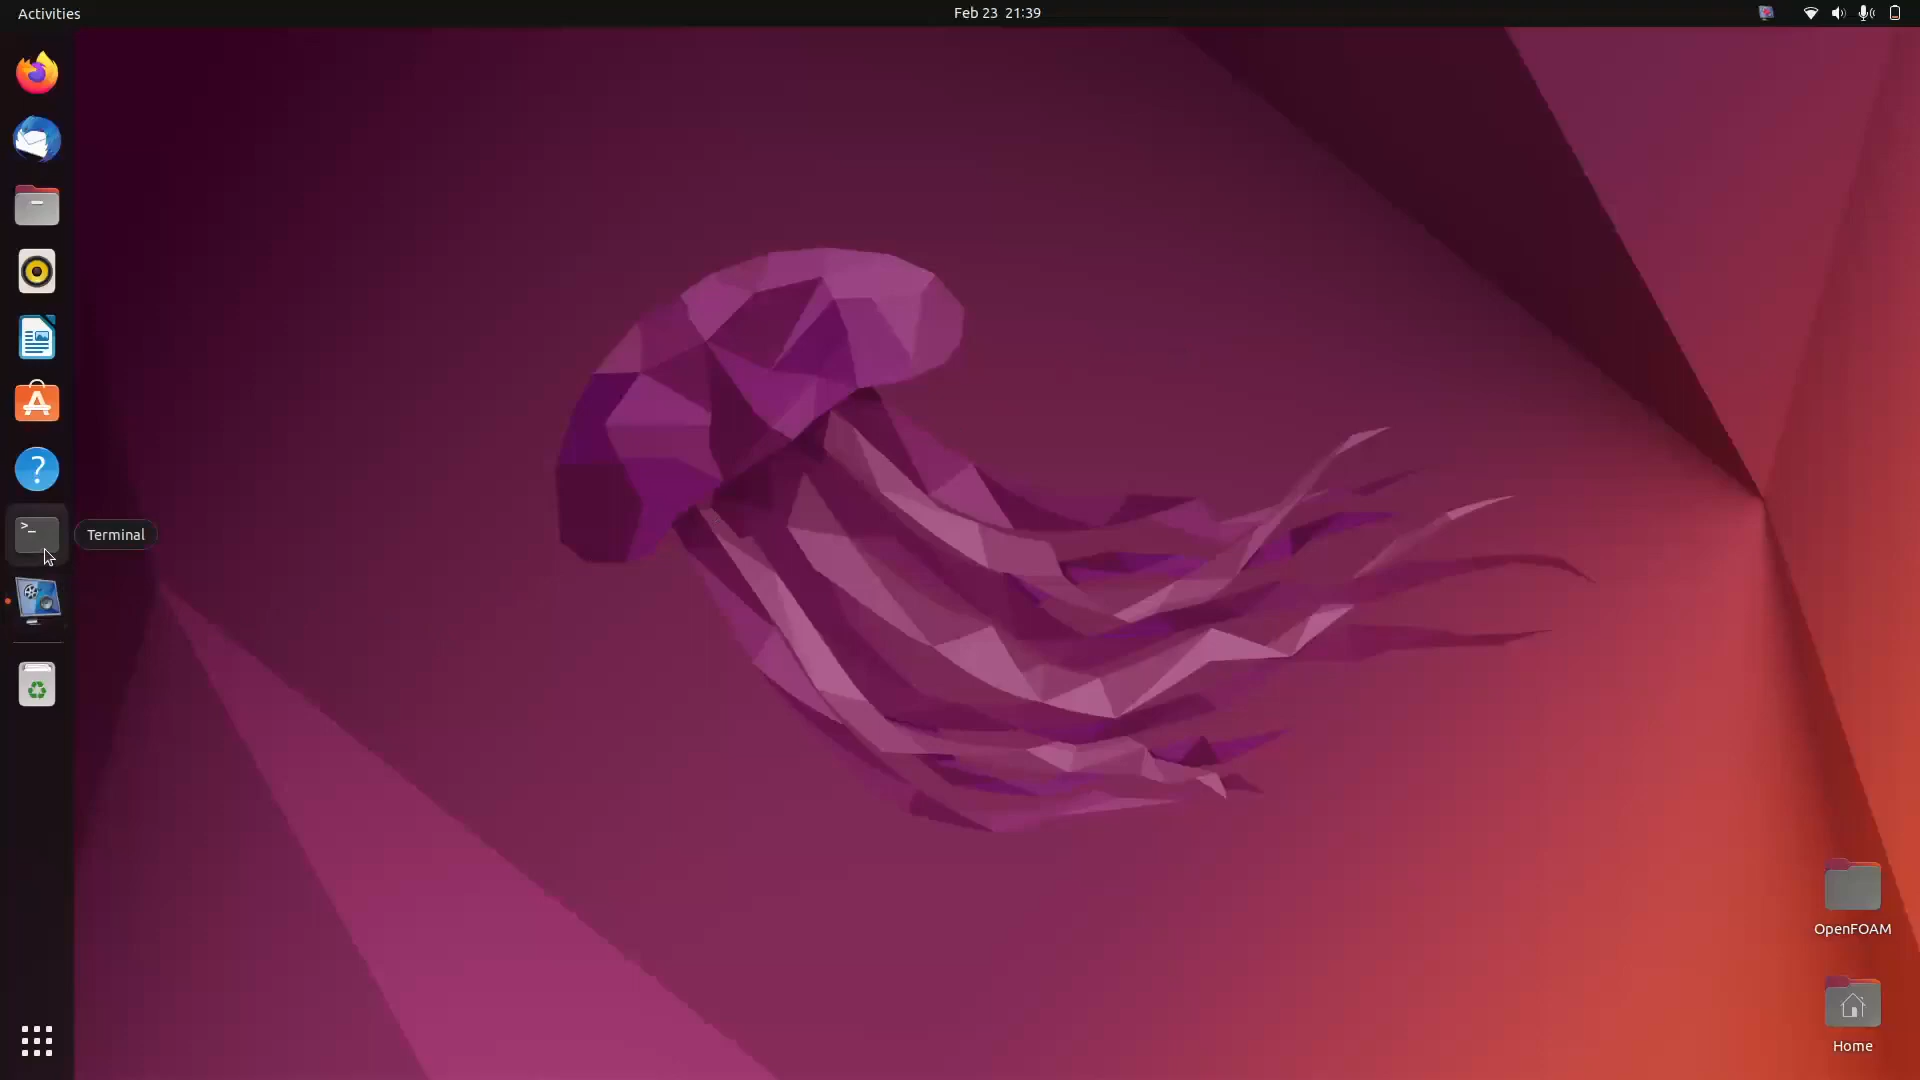 Activities
Feb 23 21:39
?
>_
Terminal
OpenFOAM
Home